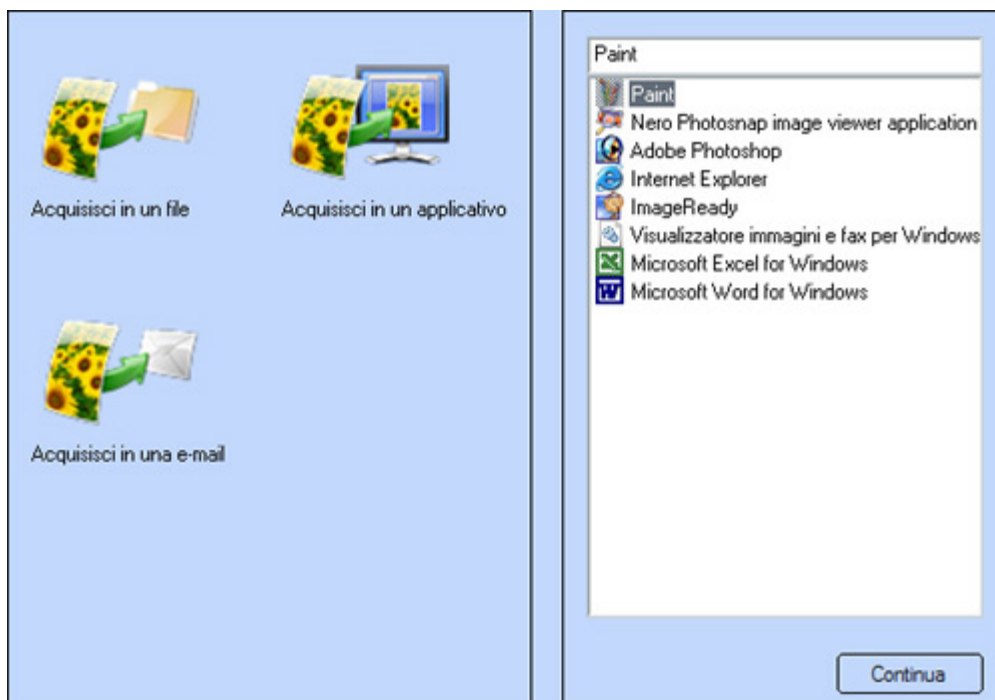 Acquisisci in un file
Acquisisci in un applicativo
Acquisisci in una e-mail
Paint
Paint
Nero Photosnap image viewer application
Adobe Photoshop
Internet Explorer
ImageReady
Visualizzatore immagini e fax per Windows
Microsoft Excel for Windows
Microsoft Word for Windows
Continua